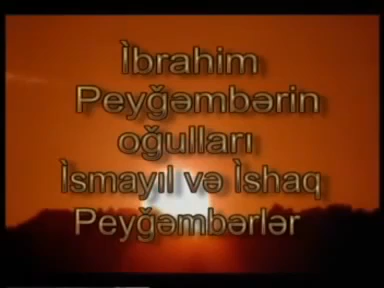 İbrahim
Peyğəmbərin
oğulları
İsmayıl və İshaq
Peyğəmbərlər